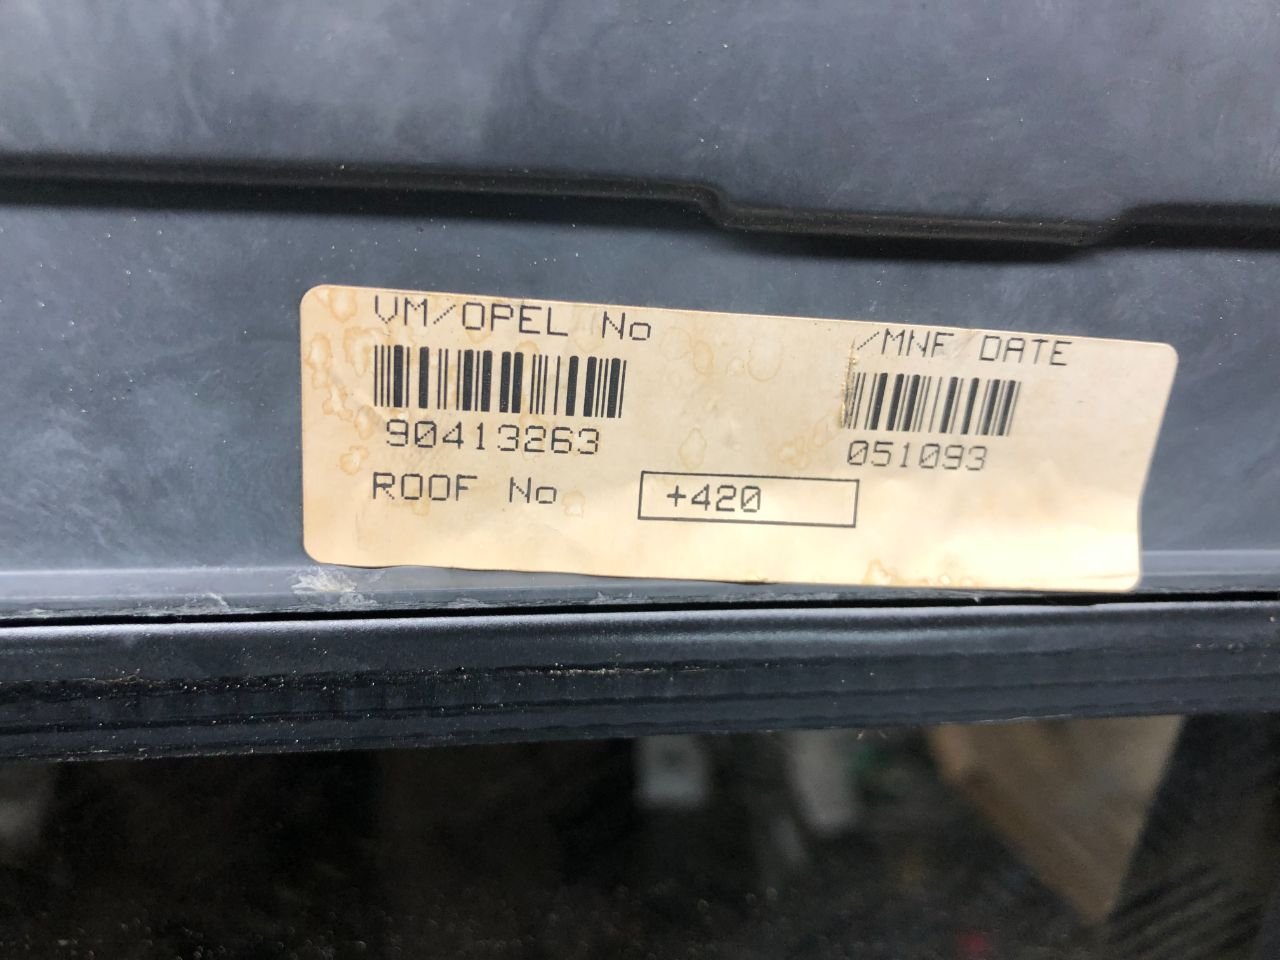 VM/OPEL No
/MNF DATE
90413263
051093
ROOF No +420